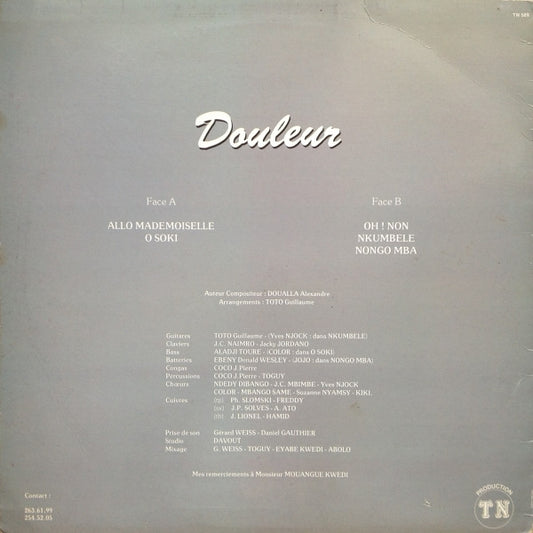 TN 589
Douleur
Face A
ALLO MADEMOISELLE
O SOKI
Face B
OH ! NON
NKUMBELE
NONGO MBA
Auteur Compositeur : DOUALLA Alexandre
Arrangements : TOTO Guillaume
Guitares TOTO Guillaume - (Yves NJOCK : dans NKUMBELE)
Claviers J.C. NAIMRO - Jacky JORDANO
Bass ALADJI TOURE - (COLOR : dans O SOKI)
Batteries EBENY Donald WESLEY - (JOJO : dans NONGO MBA)
Congas COCO J. Pierre
Percussions COCO J. Pierre - TOGUY
Chœurs NDEDY DIBANGO - J.C. MBIMBE - Yves NJOCK
COLOR - MBANGO SAME - Suzanne NYAMSY - KIKI.
Cuivres (tp) Ph. SLOMSKI - FREDDY
(sx) J.P. SOLVES - A. ATO
(tb) J. LIONEL - HAMID
Prise de son Gérard WEISS - Daniel GAUTHIER
Studio DAVOUT
Mixage G. WEISS - TOGUY - EYABE KWEDI - ABOLO
Mes remerciements à Monsieur MOUANGUE KWEDI
Contact :
263.61.99
254.52.05
PRODUCTION
TN